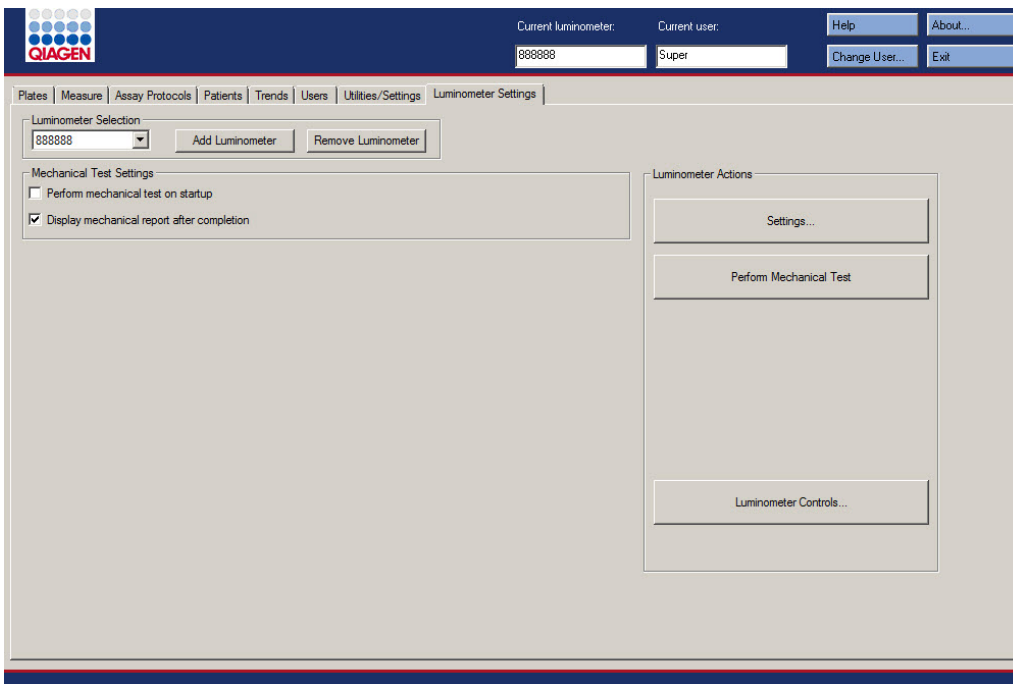 QIAGEN
Current luminometer: Current user:
888888 Super
Help About...
Change User... Exit
Plates Measure Assay Protocols Patients Trends Users Utilities/Settings Luminometer Settings
Luminometer Selection
888888 Add Luminometer Remove Luminometer
Mechanical Test Settings
Perform mechanical test on startup
Display mechanical report after completion
Luminometer Actions
Settings...
Perform Mechanical Test
Luminometer Controls...